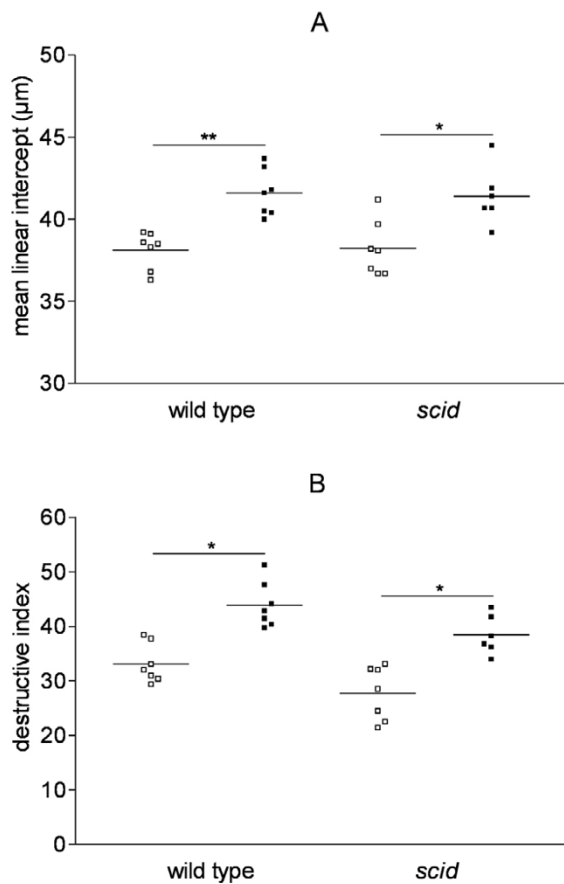 A
mean linear intercept (μm)
50
45
40
35
30
**
*
wild type
scid
B
destructive index
60
50
40
30
20
10
0
*
*
wild type
scid